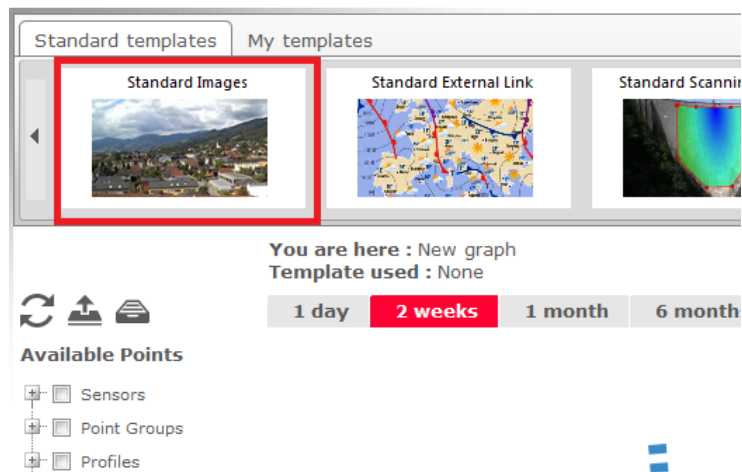 Standard templates My templates
Standard Images Standard External Link Standard Scannin
You are here : New graph
Template used : None
1 day 2 weeks 1 month 6 months
Available Points
Sensors
Point Groups
Profiles